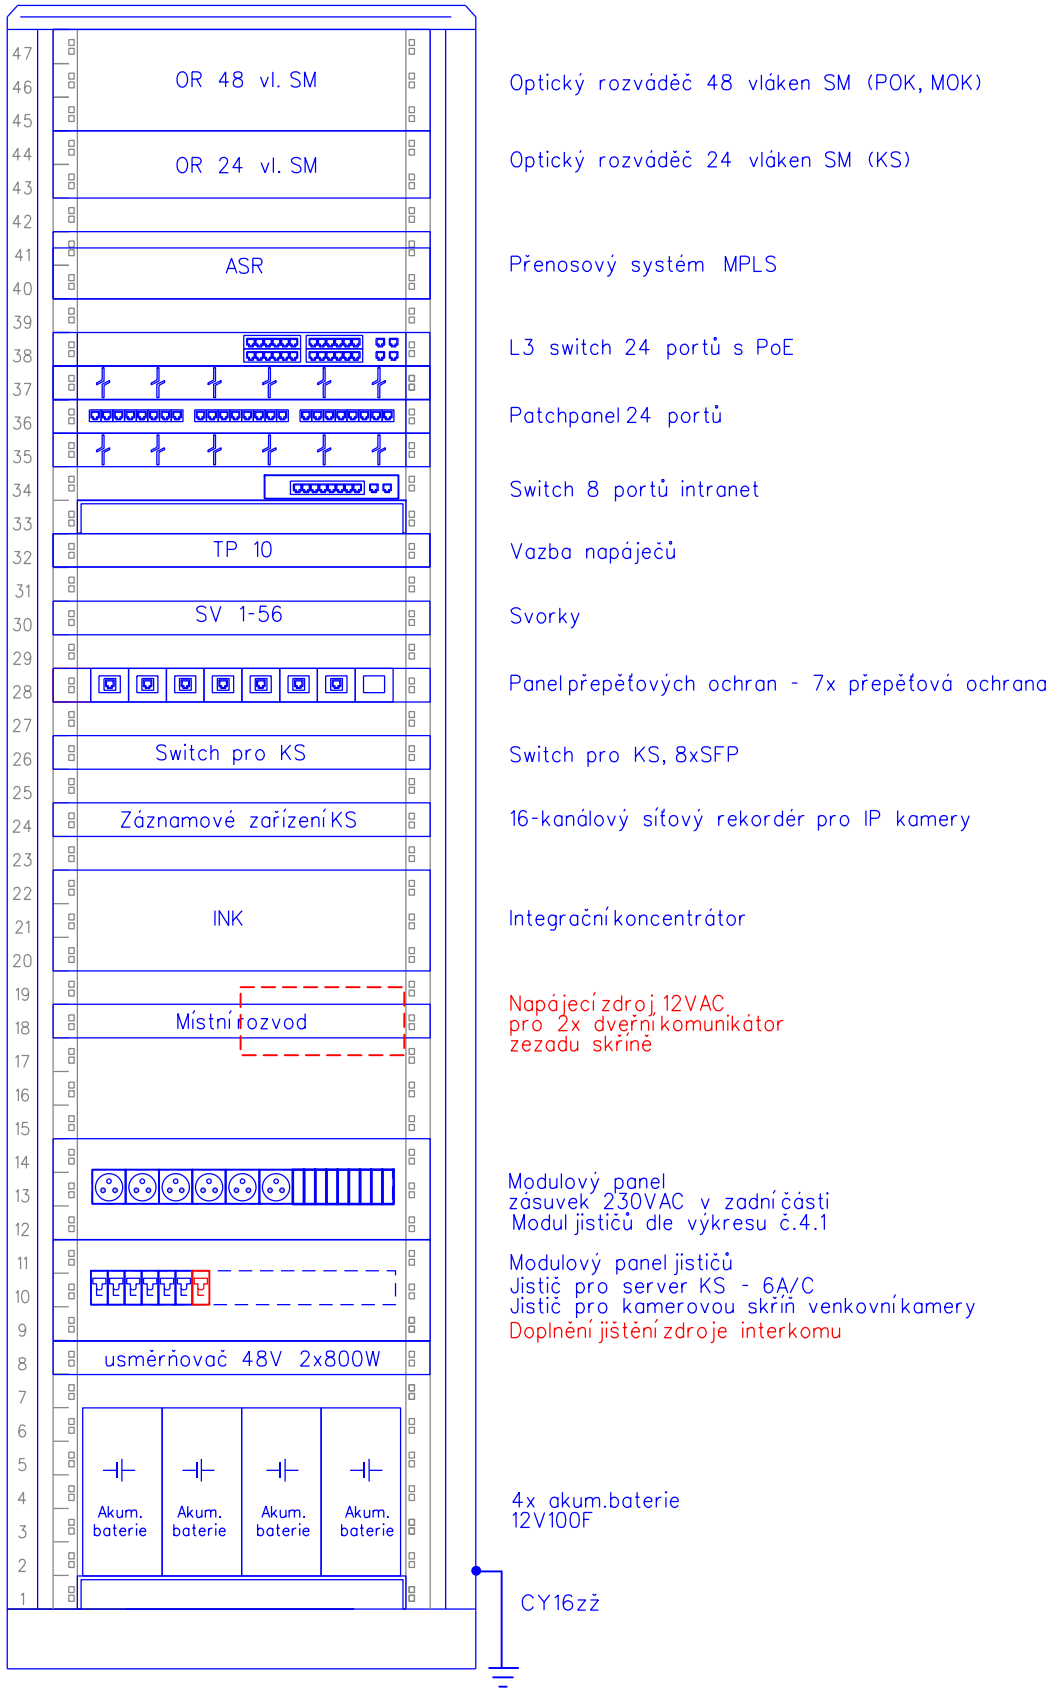 47
46
OR 48 vl. SM
Optický rozváděč 48 vláken SM (POK, MOK)
45
44
OR 24 vl. SM
Optický rozváděč 24 vláken SM (KS)
43
42
41
ASR
Přenosový systém MPLS
40
39
38
L3 switch 24 portů s PoE
37
36
Patchpanel 24 portů
35
34
Switch 8 portů intranet
33
32
TP 10
Vazba napáječů
31
30
SV 1-56
Svorky
29
28
Panel přepěťových ochran - 7x přepěťová ochrana
27
26
Switch pro KS
Switch pro KS, 8xSFP
25
24
Záznamové zařízení KS
16-kanálový síťový rekordér pro IP kamery
23
22
21
INK
Integrační koncentrátor
20
19
Napájecí zdroj 12VAC
pro 2x dveřní komunikátor
zezadu skříně
18
Místní rozvod
17
16
15
14
13
Modulový panel
zásuvek 230VAC v zadní části
Modul jističů dle výkresu č.4.1
12
11
10
Modulový panel jističů
Jistič pro server KS - 6A/C
Jistič pro kamerovou skříň venkovní kamery
Doplnění jištění zdroje interkomu
9
8
usměrňovač 48V 2x800W
7
6
5
4
3
Akum.
baterie
Akum.
baterie
Akum.
baterie
Akum.
baterie
4x akum.baterie
12V100F
2
1
CY16zž